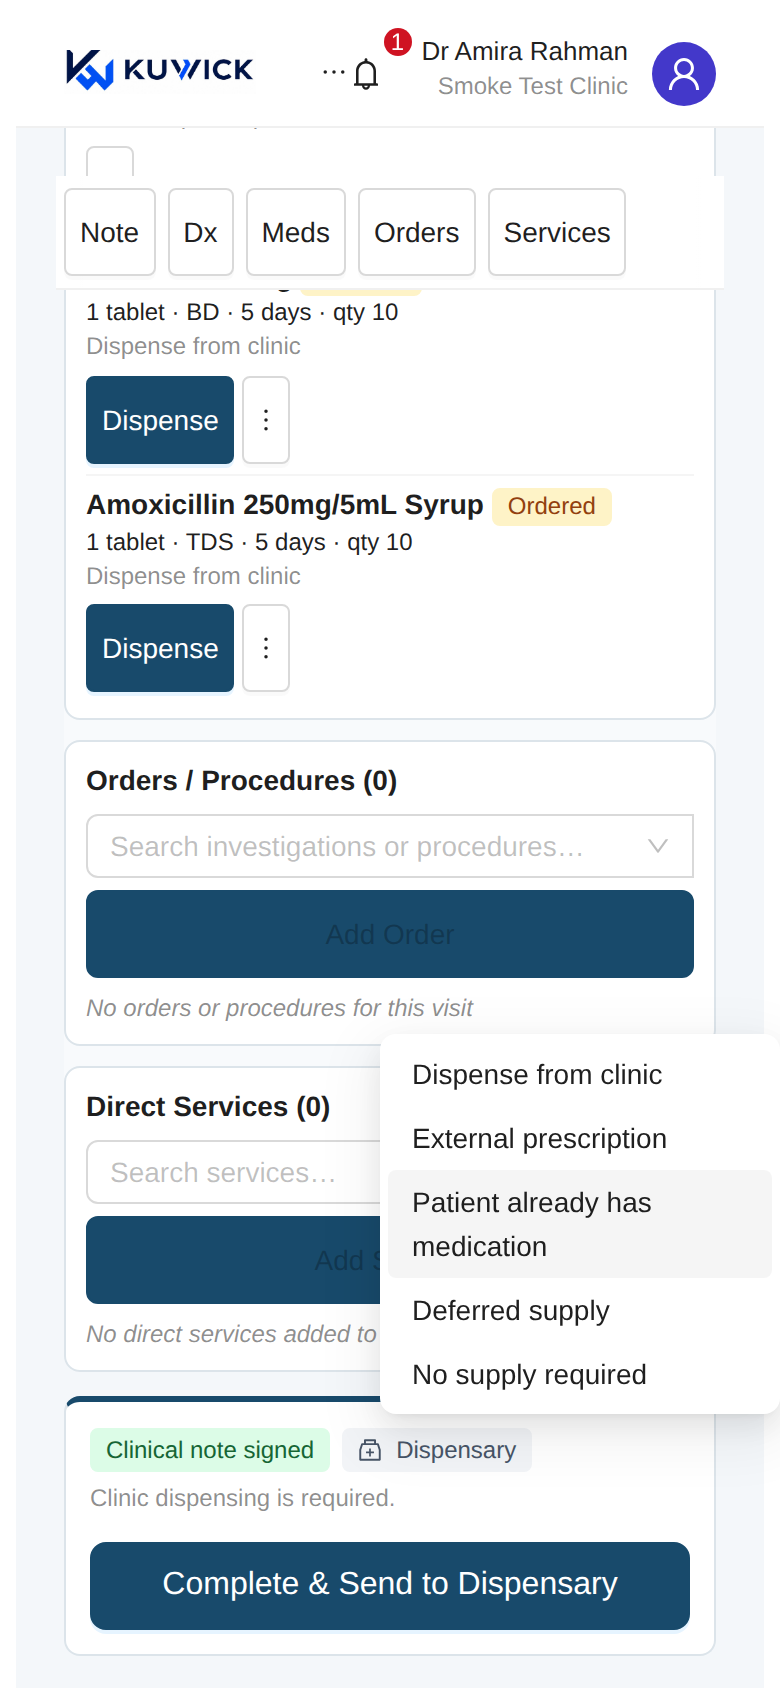 KUWICK
1
Dr Amira Rahman
Smoke Test Clinic
Note
Dx
Meds
Orders
Services
1 tablet · BD · 5 days · qty 10
Dispense from clinic
Dispense
Amoxicillin 250mg/5mL Syrup
Ordered
1 tablet · TDS · 5 days · qty 10
Dispense from clinic
Dispense
Orders / Procedures (0)
Search investigations or procedures…
Add Order
No orders or procedures for this visit
Direct Services (0)
Search services…
Add
No direct services added to
Dispense from clinic
External prescription
Patient already has
medication
Deferred supply
No supply required
Clinical note signed
Dispensary
Clinic dispensing is required.
Complete & Send to Dispensary